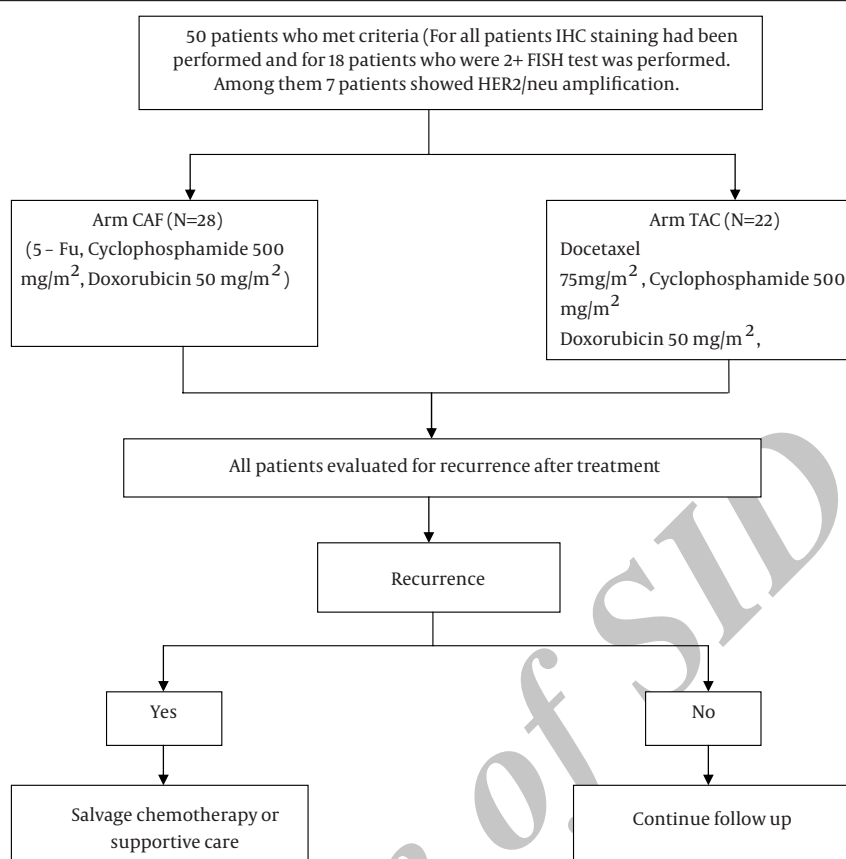 50 patients who met criteria (For all patients IHC staining had been
performed and for 18 patients who were 2+ FISH test was performed.
Among them 7 patients showed HER2/neu amplification.
Arm CAF (N=28)
(5 – Fu, Cyclophosphamide 500
mg/m², Doxorubicin 50 mg/m²)
Arm TAC (N=22)
Docetaxel
75mg/m², Cyclophosphamide 500
mg/m²
Doxorubicin 50 mg/m²,
All patients evaluated for recurrence after treatment
Recurrence
Yes
No
Salvage chemotherapy or
supportive care
Continue follow up
of SID